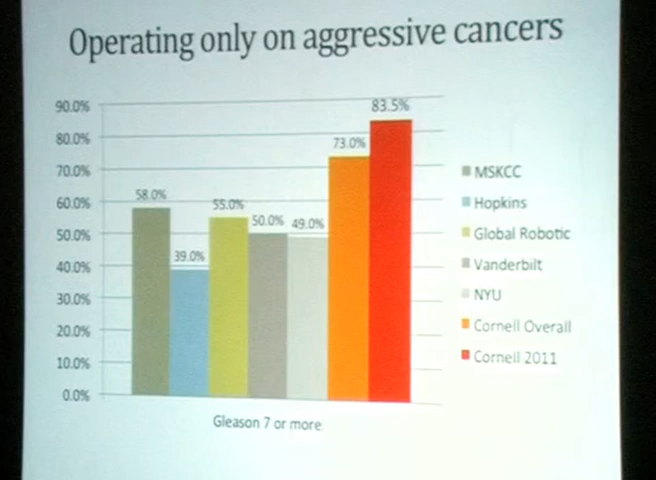 Operating only on aggressive cancers
90.0%
80.0%
70.0%
60.0%
50.0%
40.0%
30.0%
20.0%
10.0%
0.0%
58.0%
39.0%
55.0%
50.0%
49.0%
73.0%
83.5%
Gleason 7 or more
MSKCC
Hopkins
Global Robotic
Vanderbilt
NYU
Cornell Overall
Cornell 2011